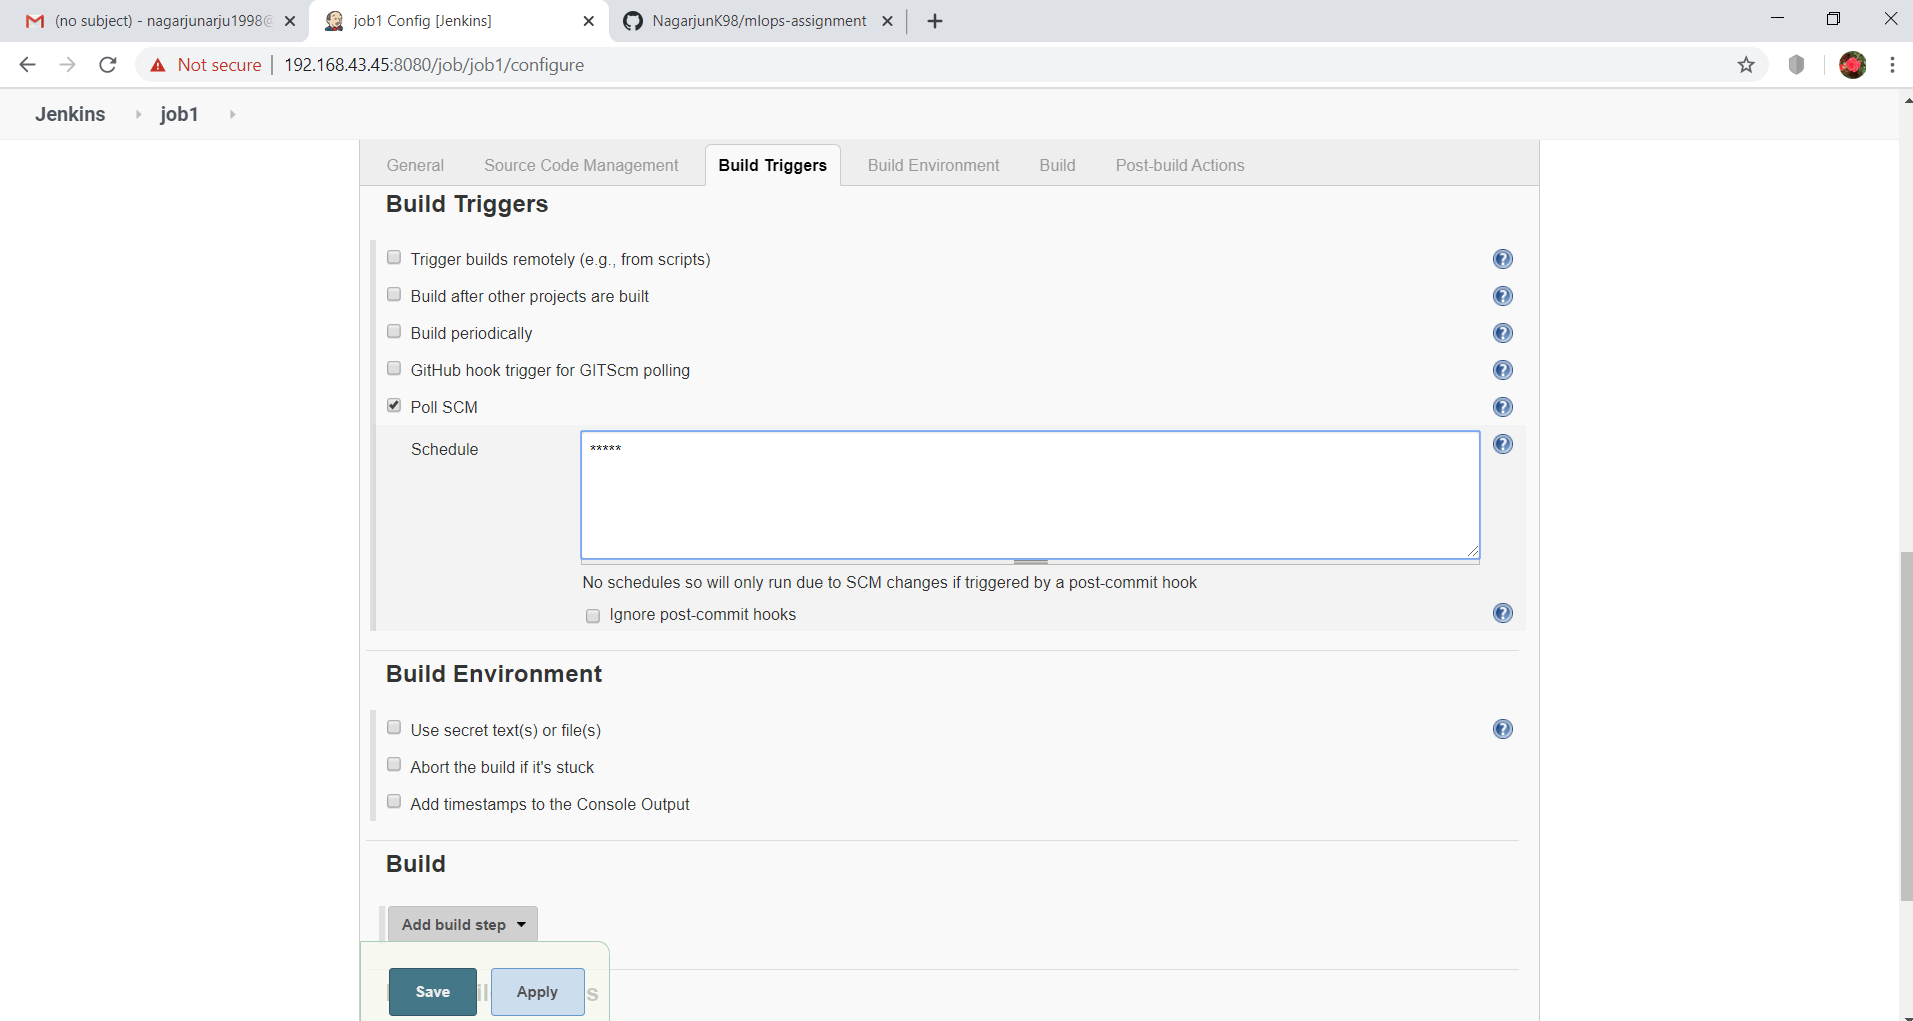 (no subject) - nagarjunarju1998@
job1 Config [Jenkins]
NagarjunK98/mlops-assignment
Not secure
192.168.43.45:8080/job/job1/configure
Jenkins
job1
General
Source Code Management
Build Triggers
Build Environment
Build
Post-build Actions
Build Triggers
Trigger builds remotely (e.g., from scripts)
Build after other projects are built
Build periodically
GitHub hook trigger for GITScm polling
Poll SCM
Schedule
*****
No schedules so will only run due to SCM changes if triggered by a post-commit hook
Ignore post-commit hooks
Build Environment
Use secret text(s) or file(s)
Abort the build if it's stuck
Add timestamps to the Console Output
Build
Add build step
Save
Apply